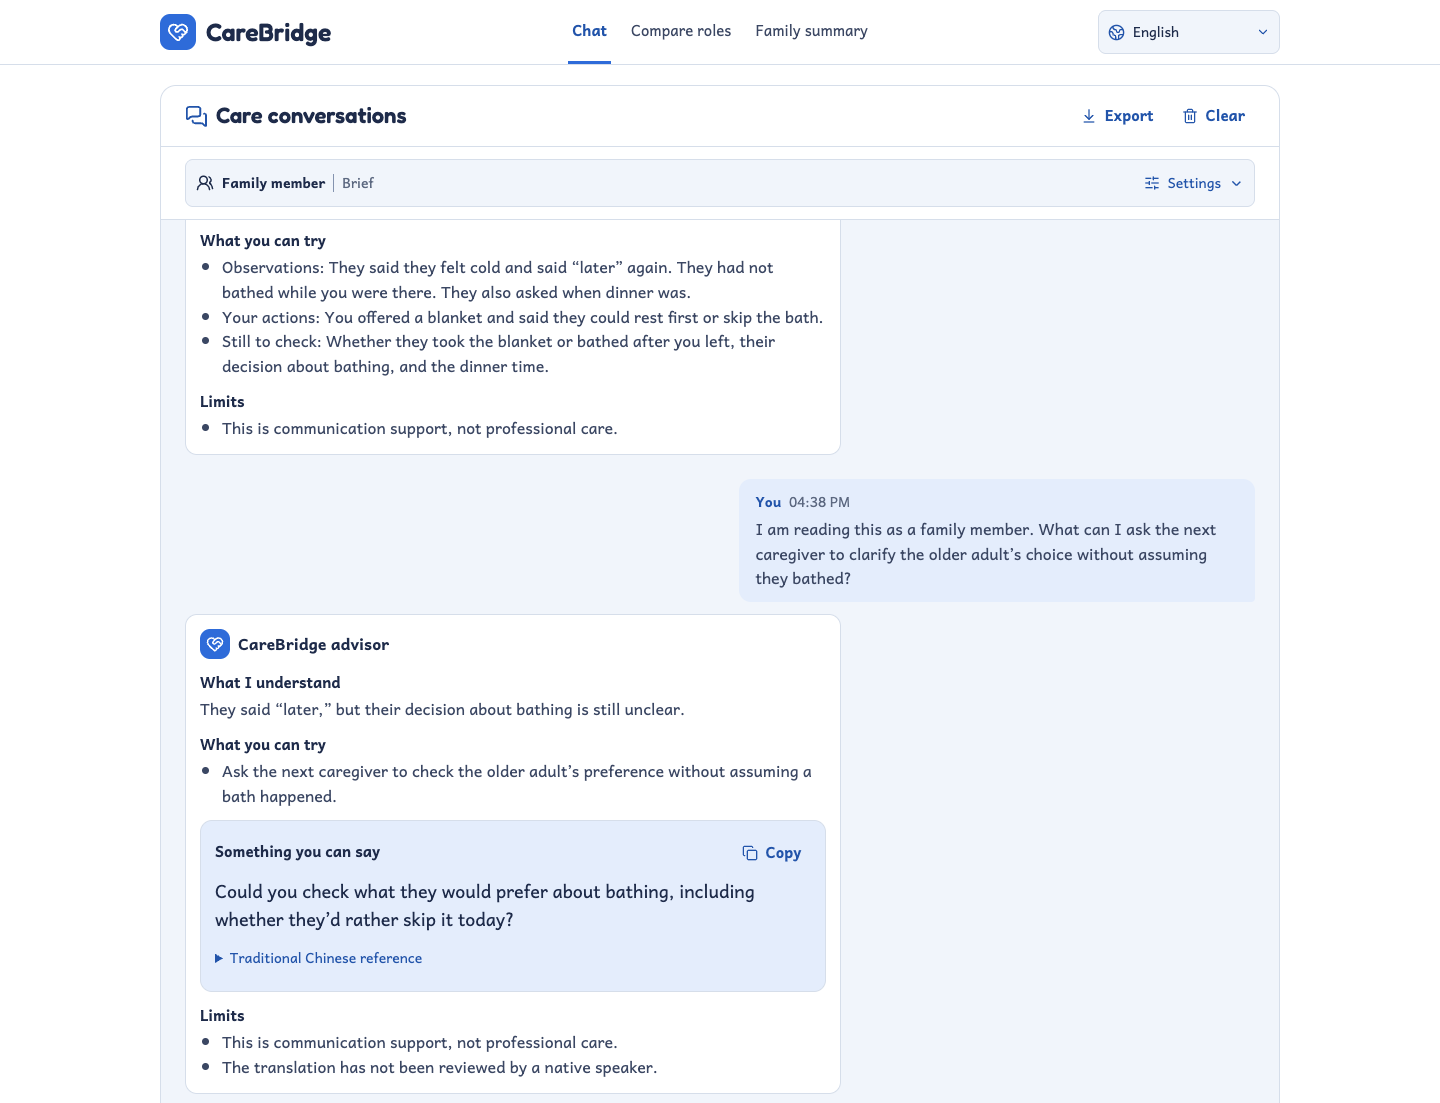 CareBridge
Chat
Compare roles
Family summary
English
Care conversations
Export
Clear
Family member
Brief
Settings
What you can try
Observations: They said they felt cold and said “later” again. They had not
bathed while you were there. They also asked when dinner was.
Your actions: You offered a blanket and said they could rest first or skip the bath.
Still to check: Whether they took the blanket or bathed after you left, their
decision about bathing, and the dinner time.
Limits
This is communication support, not professional care.
You 04:38 PM
I am reading this as a family member. What can I ask the next
caregiver to clarify the older adult’s choice without assuming
they bathed?
CareBridge advisor
What I understand
They said “later,” but their decision about bathing is still unclear.
What you can try
Ask the next caregiver to check the older adult’s preference without assuming a
bath happened.
Something you can say
Copy
Could you check what they would prefer about bathing, including
whether they’d rather skip it today?
Traditional Chinese reference
Limits
This is communication support, not professional care.
The translation has not been reviewed by a native speaker.